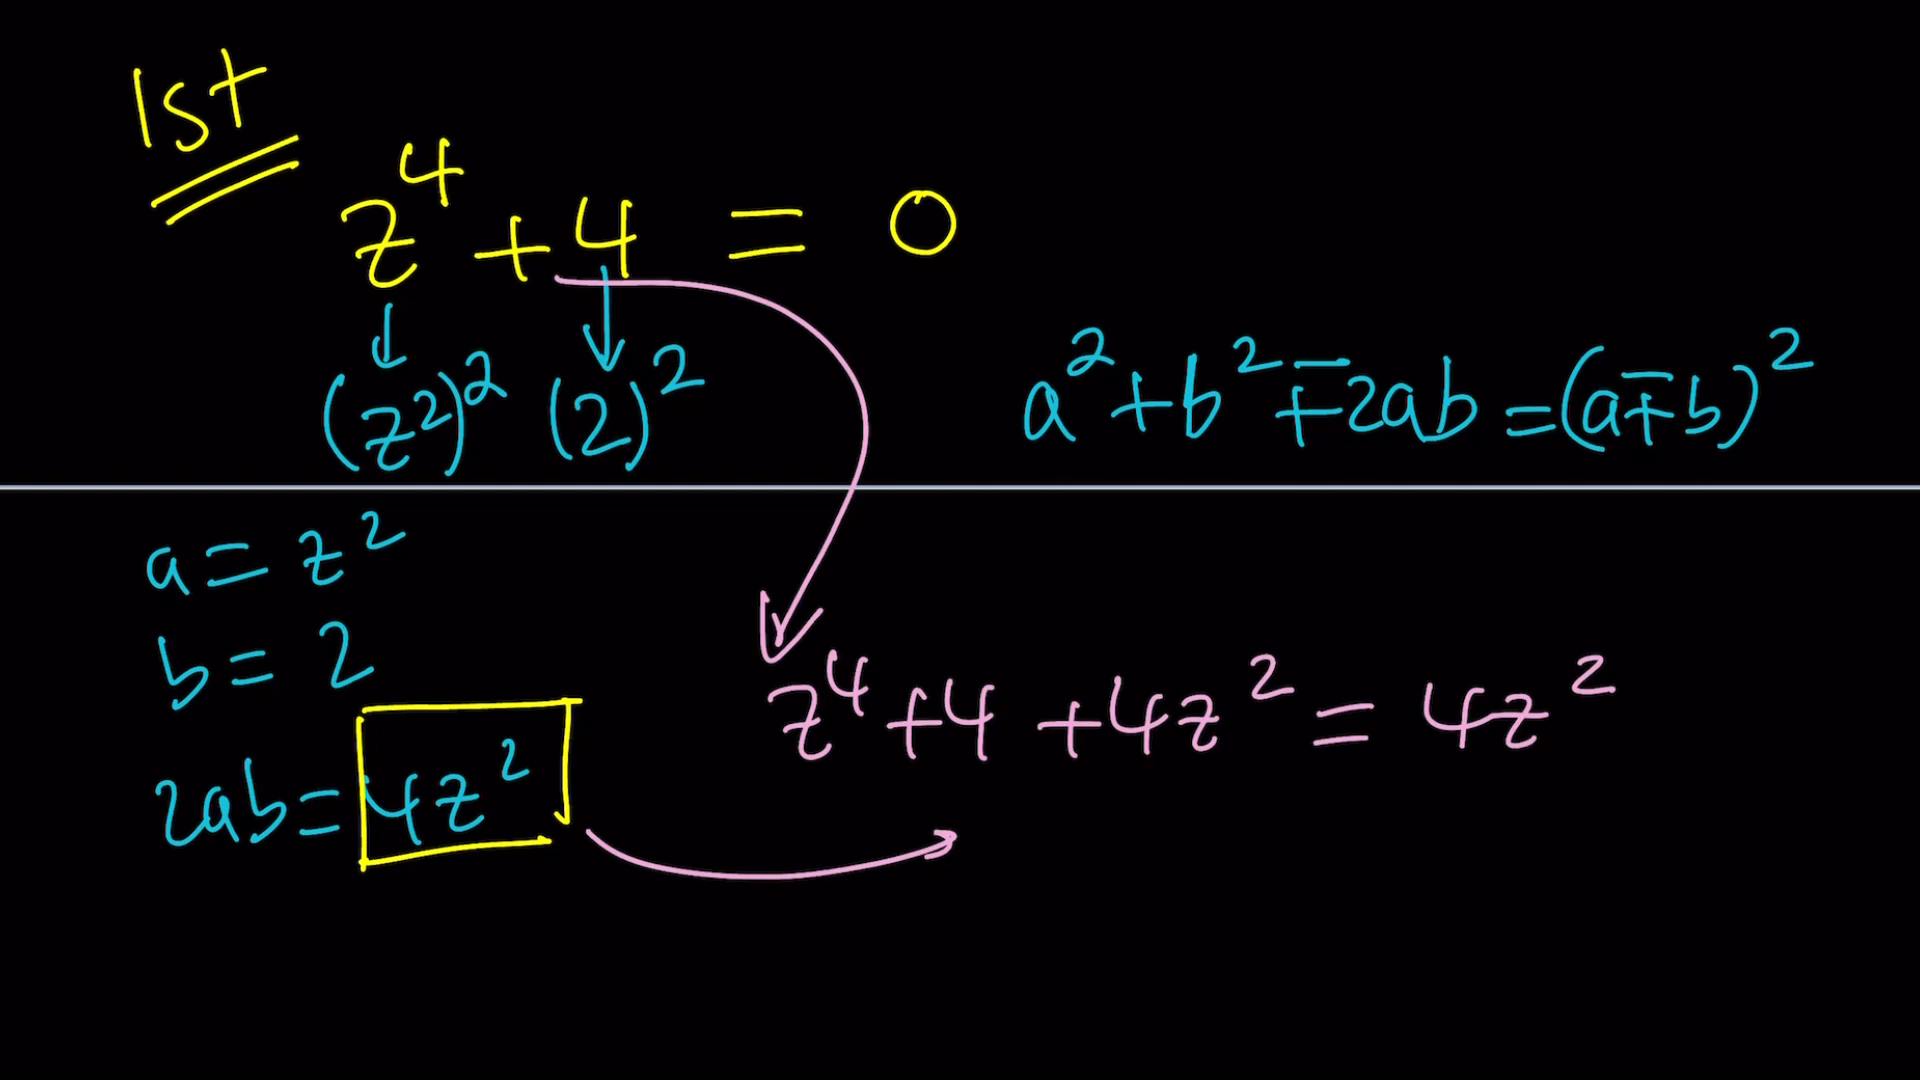 1st
z⁴ + 4 = 0
(z²)² (2)²
a² + b² ∓ 2ab = (a ∓ b)²
a = z²
b = 2
z⁴ + 4 + 4z² = 4z²
2ab = 4z²